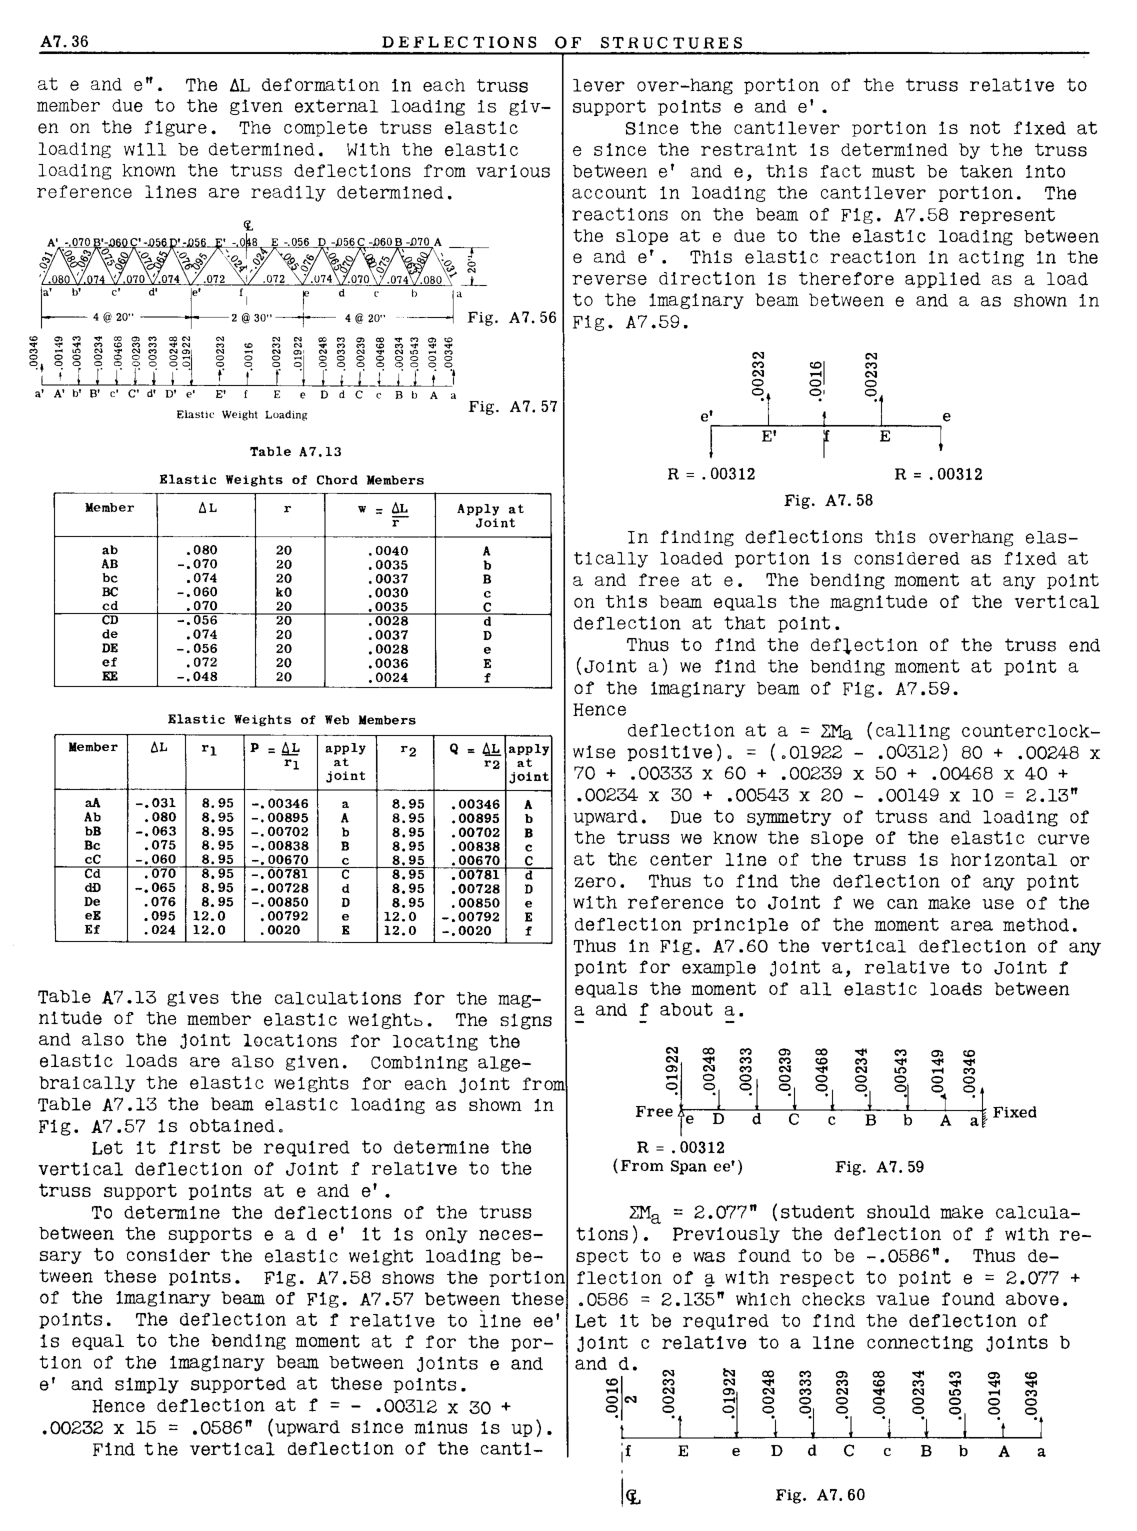 A7.36
DEFLECTIONS OF STRUCTURES
at e and e". The ΔL deformation in each truss
member due to the given external loading is giv-
en on the figure. The complete truss elastic
loading will be determined. With the elastic
loading known the truss deflections from various
reference lines are readily determined.
℄
A' -.070 B' -.060 C' -.056 D' -.056 E' -.048 E -.056 D -.056 C -.060 B -.070 A
.080 .074 .070 .074 .072 .072 .074 .070 .074 .080
20"
a' b' c' d' e' f e d c b a
4 @ 20" 2 @ 30" 4 @ 20"
Fig. A7.56
.00346 .00149 .00543 .00234 .00468 .00239 .00333 .00248 .01922 .00232 .0016 .00232 .01922 .00248 .00333 .00239 .00468 .00234 .00543 .00149 .00346
a' A' b' B' c' C' d' D' e' E' f E e D d C c B b A a
Fig. A7.57
Elastic Weight Loading
Table A7.13
Elastic Weights of Chord Members
Member ΔL r w = ΔL/r Apply at Joint
ab .080 20 .0040 A
AB -.070 20 .0035 b
bc .074 20 .0037 B
BC -.060 k0 .0030 c
cd .070 20 .0035 C
CD -.056 20 .0028 d
de .074 20 .0037 D
DE -.056 20 .0028 e
ef .072 20 .0036 E
EE -.048 20 .0024 f
Elastic Weights of Web Members
Member ΔL r1 P = ΔL/r1 apply at joint r2 Q = ΔL/r2 apply at joint
aA -.031 8.95 -.00346 a 8.95 .00346 A
Ab .080 8.95 -.00895 A 8.95 .00895 b
bB -.063 8.95 -.00702 b 8.95 .00702 B
Bc .075 8.95 -.00838 B 8.95 .00838 c
cC -.060 8.95 -.00670 c 8.95 .00670 C
Cd .070 8.95 -.00781 C 8.95 .00781 d
dD -.065 8.95 -.00728 d 8.95 .00728 D
De .076 8.95 -.00850 D 8.95 .00850 e
eE .095 12.0 .00792 e 12.0 -.00792 E
Ef .024 12.0 .0020 E 12.0 -.0020 f
Table A7.13 gives the calculations for the mag-
nitude of the member elastic weights. The signs
and also the joint locations for locating the
elastic loads are also given. Combining alge-
braically the elastic weights for each joint from
Table A7.13 the beam elastic loading as shown in
Fig. A7.57 is obtained.
Let it first be required to determine the
vertical deflection of Joint f relative to the
truss support points at e and e'.
To determine the deflections of the truss
between the supports e a d e' it is only neces-
sary to consider the elastic weight loading be-
tween these points. Fig. A7.58 shows the portion
of the imaginary beam of Fig. A7.57 between these
points. The deflection at f relative to line ee'
is equal to the bending moment at f for the por-
tion of the imaginary beam between joints e and
e' and simply supported at these points.
Hence deflection at f = - .00312 x 30 +
.00232 x 15 = .0586" (upward since minus is up).
Find the vertical deflection of the canti-
lever over-hang portion of the truss relative to
support points e and e'.
Since the cantilever portion is not fixed at
e since the restraint is determined by the truss
between e' and e, this fact must be taken into
account in loading the cantilever portion. The
reactions on the beam of Fig. A7.58 represent
the slope at e due to the elastic loading between
e and e'. This elastic reaction in acting in the
reverse direction is therefore applied as a load
to the imaginary beam between e and a as shown in
Fig. A7.59.
.00232 .0016 .00232
e' e
E' f E
R = .00312 R = .00312
Fig. A7.58
In finding deflections this overhang elas-
tically loaded portion is considered as fixed at
a and free at e. The bending moment at any point
on this beam equals the magnitude of the vertical
deflection at that point.
Thus to find the deflection of the truss end
(Joint a) we find the bending moment at point a
of the imaginary beam of Fig. A7.59.
Hence
deflection at a = ΣMa (calling counterclock-
wise positive). = (.01922 - .00312) 80 + .00248 x
70 + .00333 x 60 + .00239 x 50 + .00468 x 40 +
.00234 x 30 + .00543 x 20 - .00149 x 10 = 2.13"
upward. Due to symmetry of truss and loading of
the truss we know the slope of the elastic curve
at the center line of the truss is horizontal or
zero. Thus to find the deflection of any point
with reference to Joint f we can make use of the
deflection principle of the moment area method.
Thus in Fig. A7.60 the vertical deflection of any
point for example joint a, relative to Joint f
equals the moment of all elastic loads between
a and f about a.
.01922 .00248 .00333 .00239 .00468 .00234 .00543 .00149 .00346
Free e D d C c B b A a Fixed
R = .00312
(From Span ee') Fig. A7.59
ΣMa = 2.077" (student should make calcula-
tions). Previously the deflection of f with re-
spect to e was found to be -.0586". Thus de-
flection of a with respect to point e = 2.077 +
.0586 = 2.135" which checks value found above.
Let it be required to find the deflection of
joint c relative to a line connecting joints b
and d.
.0016/2 .00232 .01922 .00248 .00333 .00239 .00468 .00234 .00543 .00149 .00346
f E e D d C c B b A a
℄
Fig. A7.60